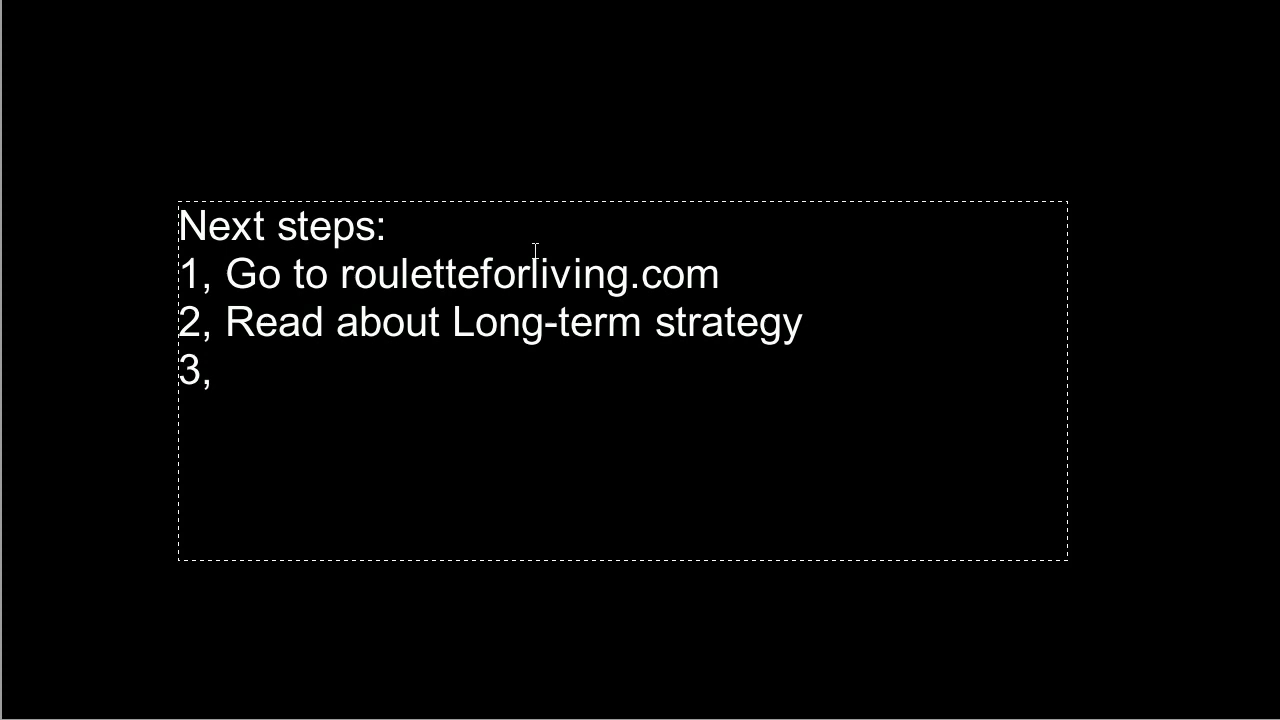 Next steps:
1, Go to rouletteforliving.com
2, Read about Long-term strategy
3,